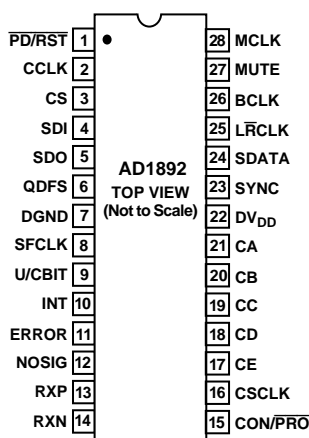 PD/RST 1 28 MCLK
CCLK 2 27 MUTE
CS 3 26 BCLK
SDI 4 25 LRCLK
SDO 5 24 SDATA
AD1892
QDFS 6 TOP VIEW 23 SYNC
DGND 7 (Not to Scale) 22 DVDD
SFCLK 8 21 CA
U/CBIT 9 20 CB
INT 10 19 CC
ERROR 11 18 CD
NOSIG 12 17 CE
RXP 13 16 CSCLK
RXN 14 15 CON/PRO